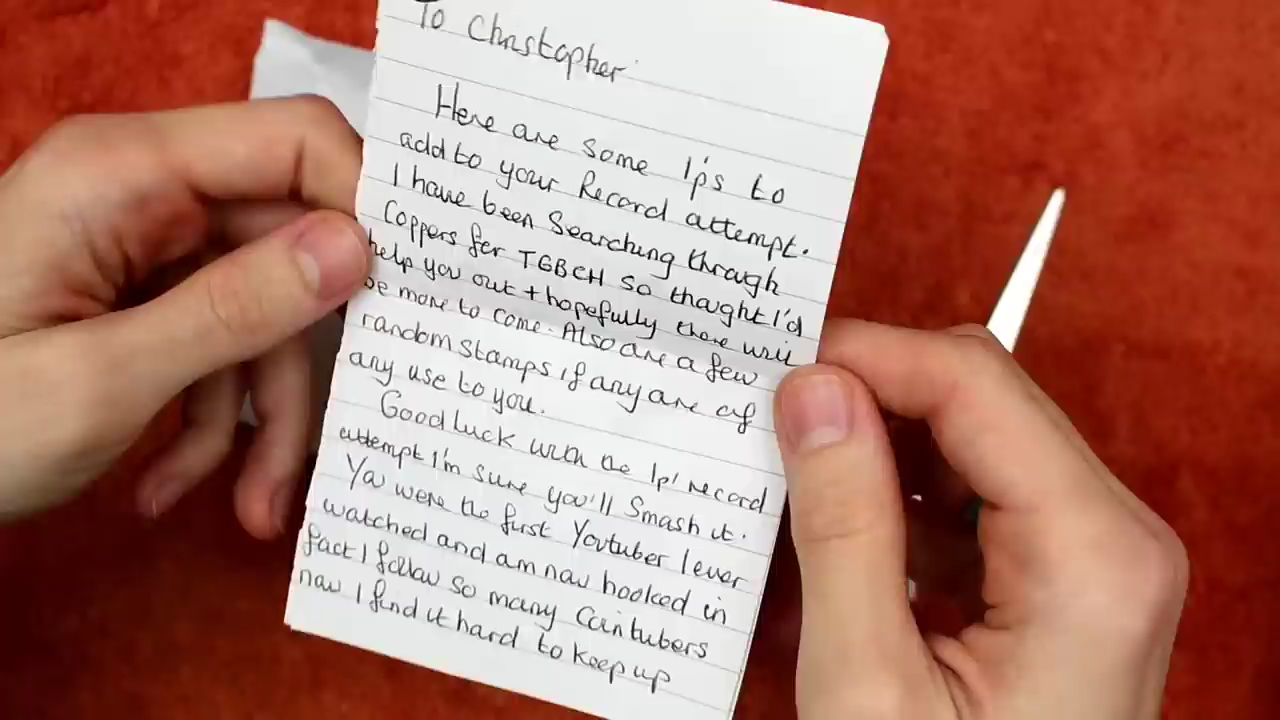 To Christopher
Here are some 1p's to
add to your Record attempt.
I have been Searching through
Coppers for TGBCH so thought I'd
help you out + hopefully there will
be more to come. Also are a few
random stamps if any are of
any use to you.
Good luck with the 1p' record
attempt I'm sure you'll Smash it.
You were the first Youtuber I ever
watched and am now hooked in
fact I follow so many Cointubers
now I find it hard to keep up